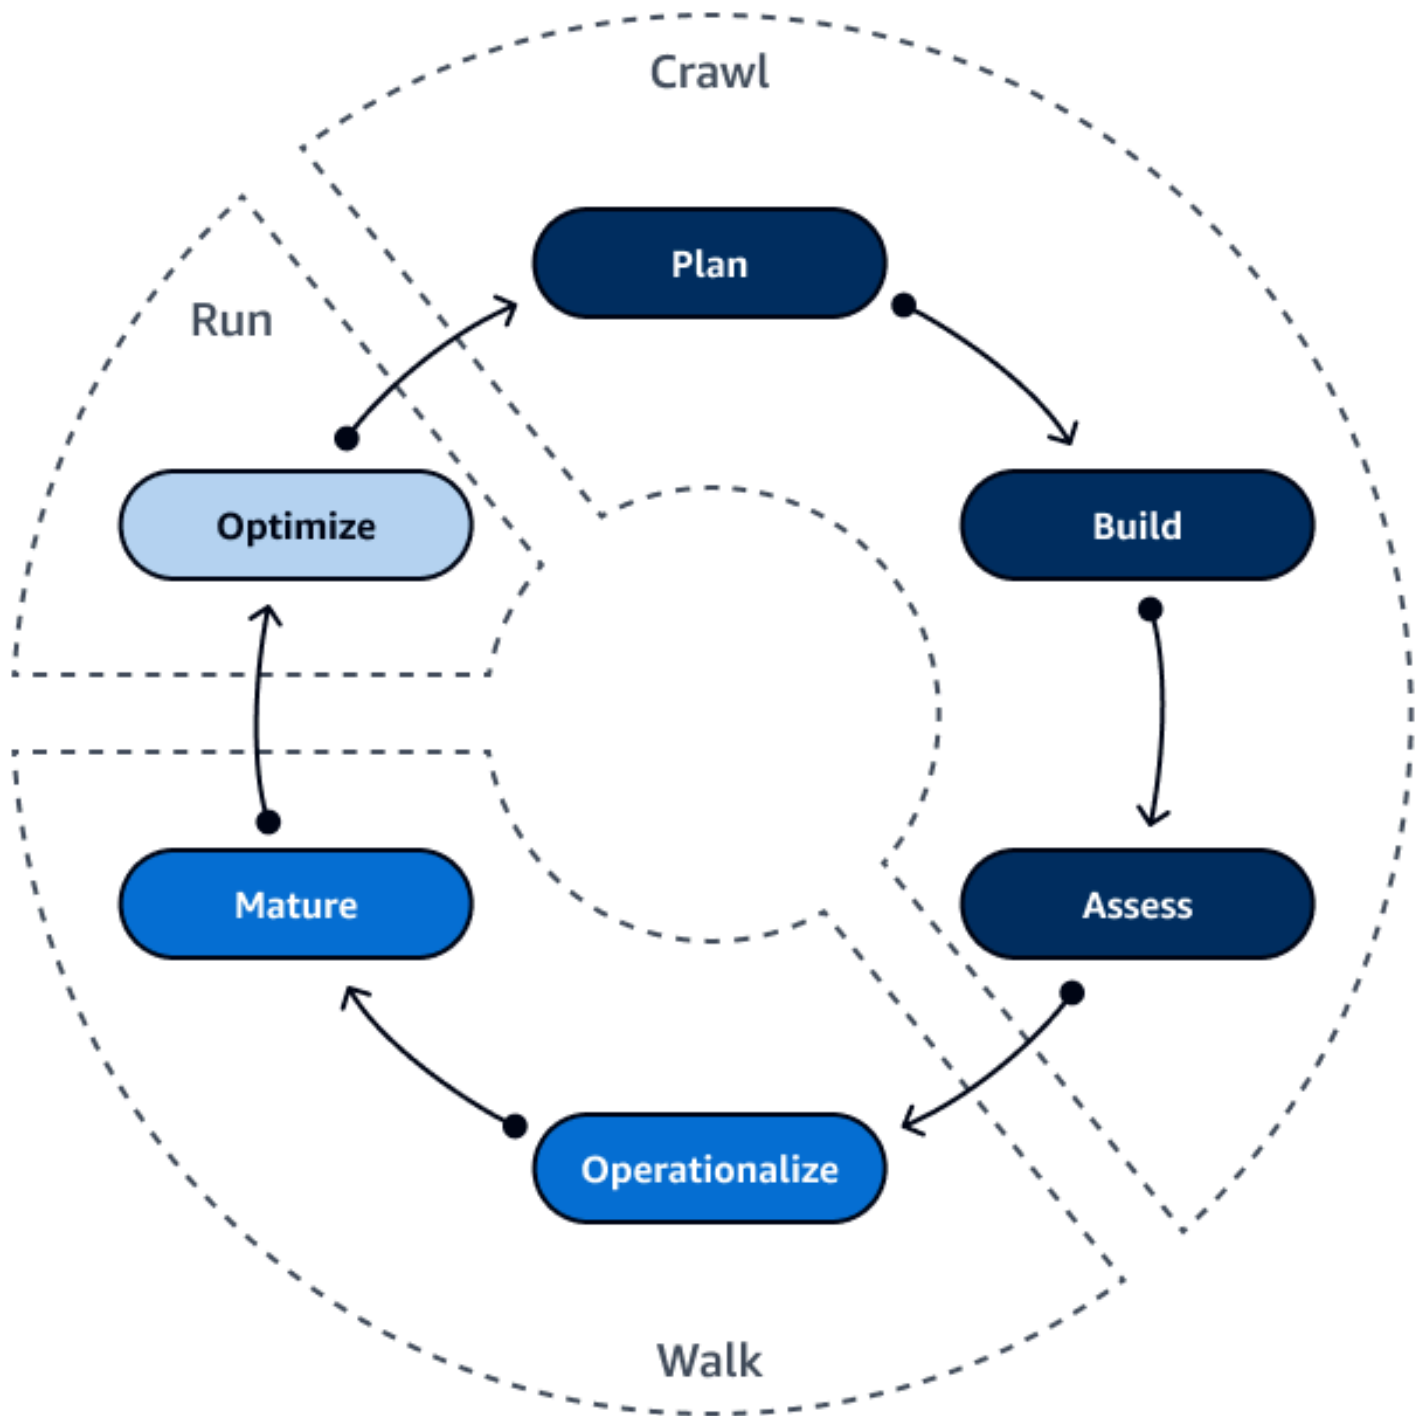 Crawl
Plan
Run
Optimize
Build
Mature
Assess
Operationalize
Walk